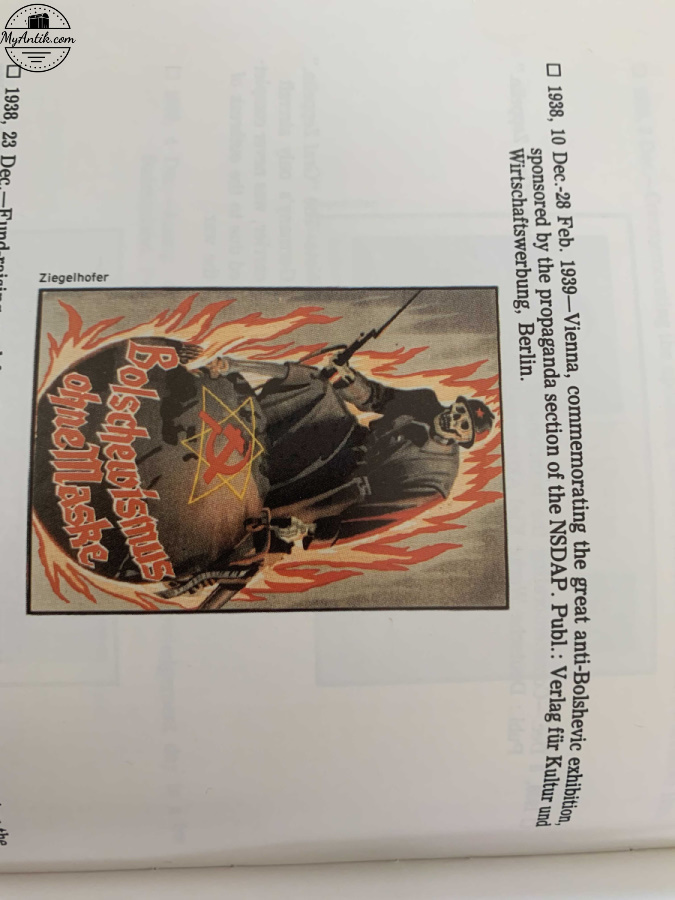 MyAntik.com
☐ 1938, 10 Dec.-28 Feb. 1939—Vienna, commemorating the great anti-Bolshevic exhibition,
sponsored by the propaganda section of the NSDAP. Publ.: Verlag für Kultur und
Wirtschaftswerbung, Berlin.
Ziegelhofer
Bolschewismus
ohne Maske
☐ 1938, 23 Dec.—Fund-raising
the